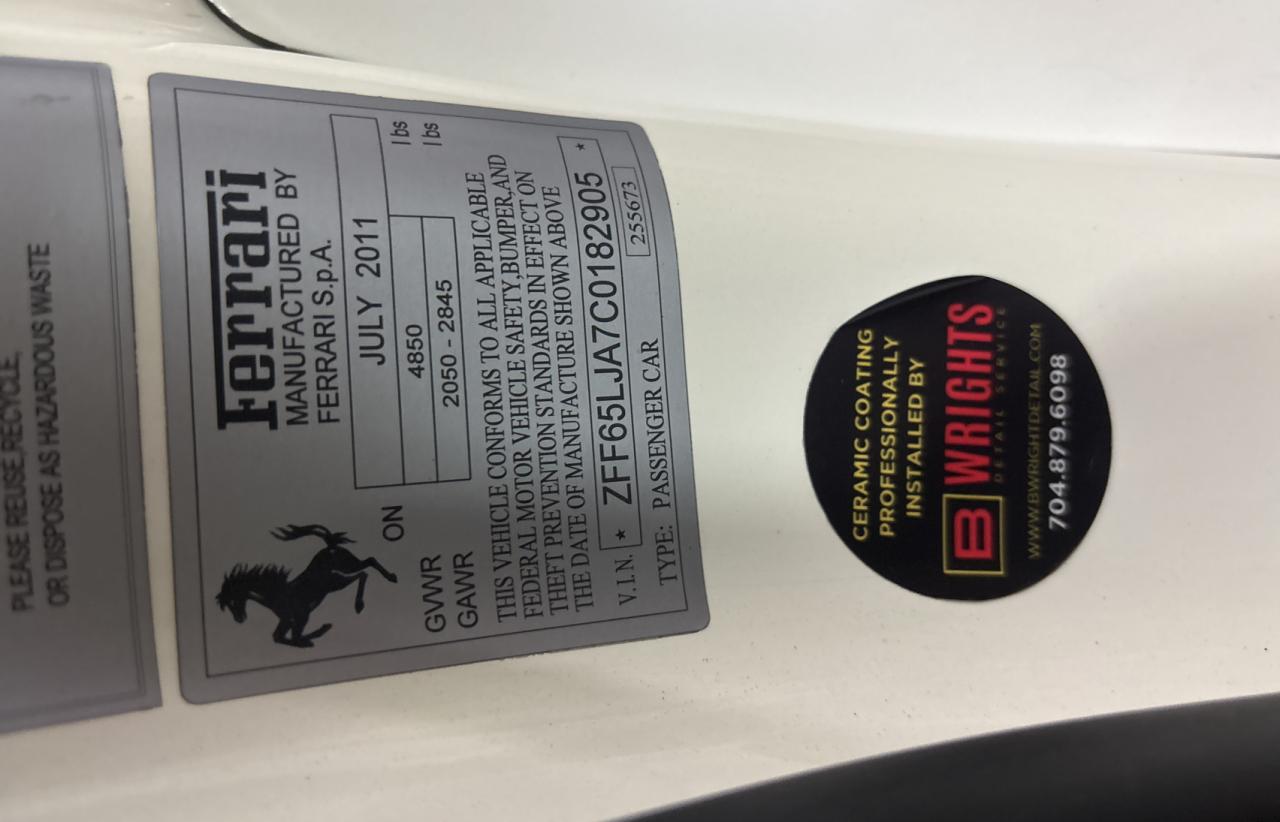 PLEASE REUSE,RECYCLE,
OR DISPOSE AS HAZARDOUS WASTE
Ferrari
MANUFACTURED BY
FERRARI S.p.A.
ON JULY 2011
GVWR 4850 lbs
GAWR 2050 - 2845 lbs
THIS VEHICLE CONFORMS TO ALL APPLICABLE
FEDERAL MOTOR VEHICLE SAFETY,BUMPER,AND
THEFT PREVENTION STANDARDS IN EFFECT ON
THE DATE OF MANUFACTURE SHOWN ABOVE
V.I.N. * ZFF65LJA7C0182905 *
TYPE: PASSENGER CAR 255673
CERAMIC COATING
PROFESSIONALLY
INSTALLED BY
B WRIGHTS
DETAIL SERVICE
WWW.BWRIGHTDETAIL.COM
704.879.6098